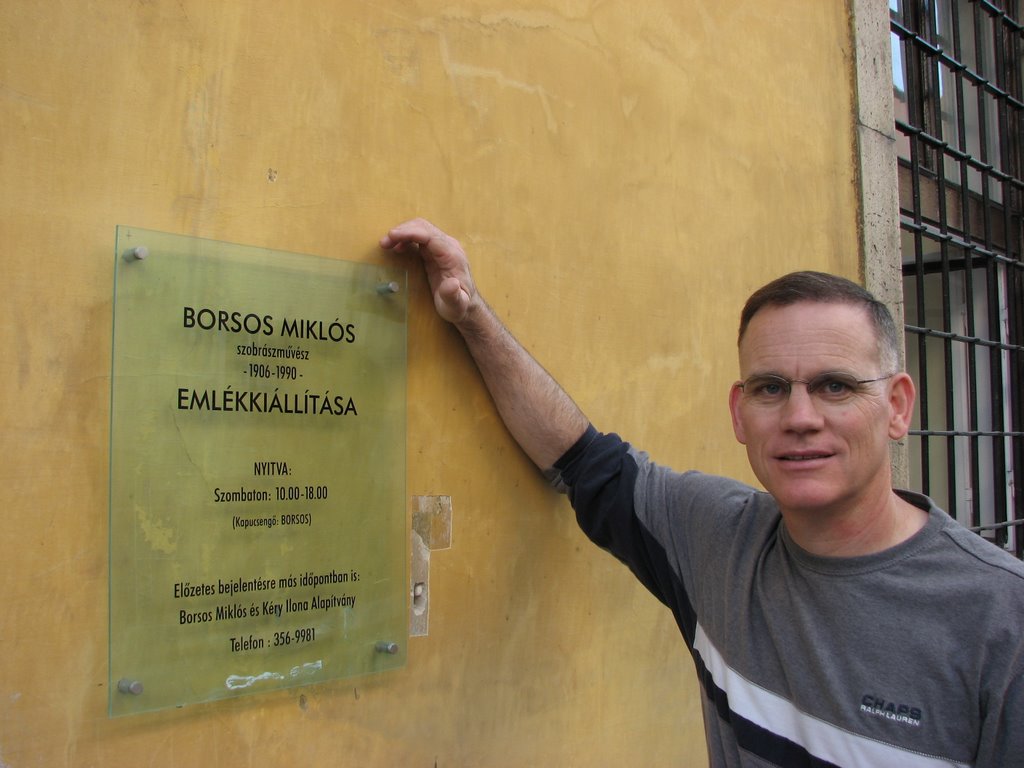 BORSOS MIKLÓS
szobrászművész
- 1906-1990 -
EMLÉKKIÁLLÍTÁSA
NYITVA:
Szombaton: 10.00-18.00
(Kapucsengő: BORSOS)
Előzetes bejelentésre más időpontban is:
Borsos Miklós és Kéry Ilona Alapítvány
Telefon : 356-9981
CHAPS
RALPH LAUREN